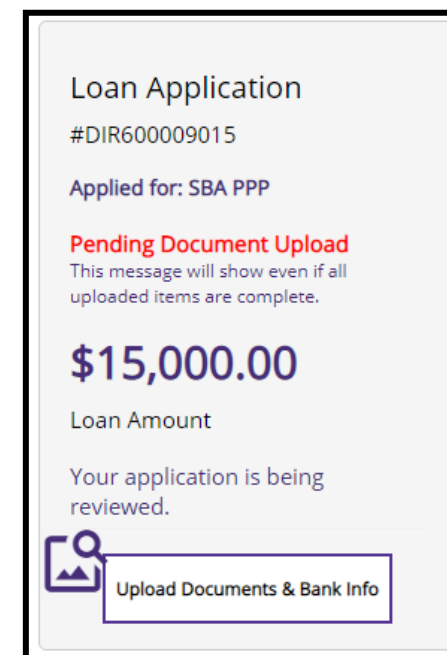 Loan Application
#DIR600009015
Applied for: SBA PPP
Pending Document Upload
This message will show even if all
uploaded items are complete.
$15,000.00
Loan Amount
Your application is being
reviewed.
Upload Documents & Bank Info